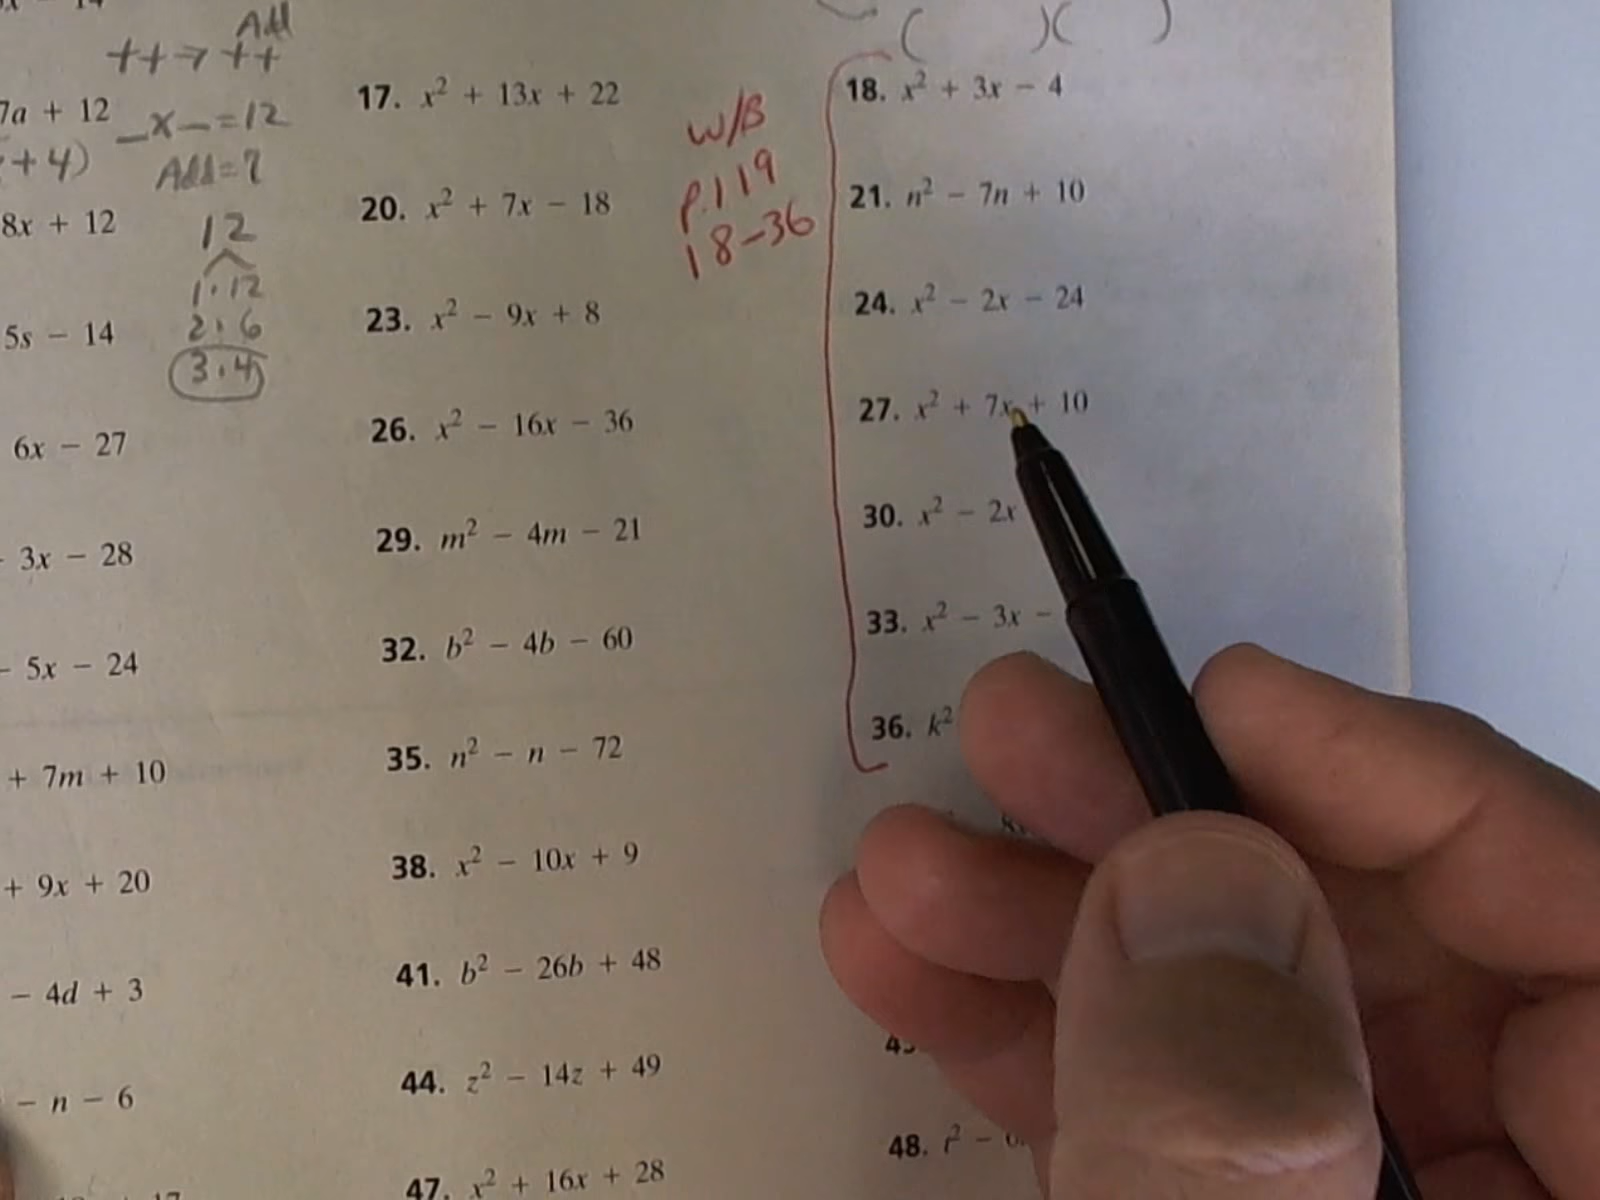 Add
++ → ++
7a + 12
_x_=12
+4)
Add=7
8x + 12
12
1·12
2·6
3·4
5s − 14
6x − 27
3x − 28
− 5x − 24
+ 7m + 10
+ 9x + 20
− 4d + 3
− n − 6
17. x² + 13x + 22
20. x² + 7x − 18
23. x² − 9x + 8
26. x² − 16x − 36
29. m² − 4m − 21
32. b² − 4b − 60
35. n² − n − 72
38. x² − 10x + 9
41. b² − 26b + 48
44. z² − 14z + 49
47. x² + 16x + 28
W/B
p.119
18-36
( )( )
18. x² + 3x − 4
21. n² − 7n + 10
24. x² − 2x − 24
27. x² + 7x + 10
30. x² − 2x
33. x² − 3x −
36. k²
48.